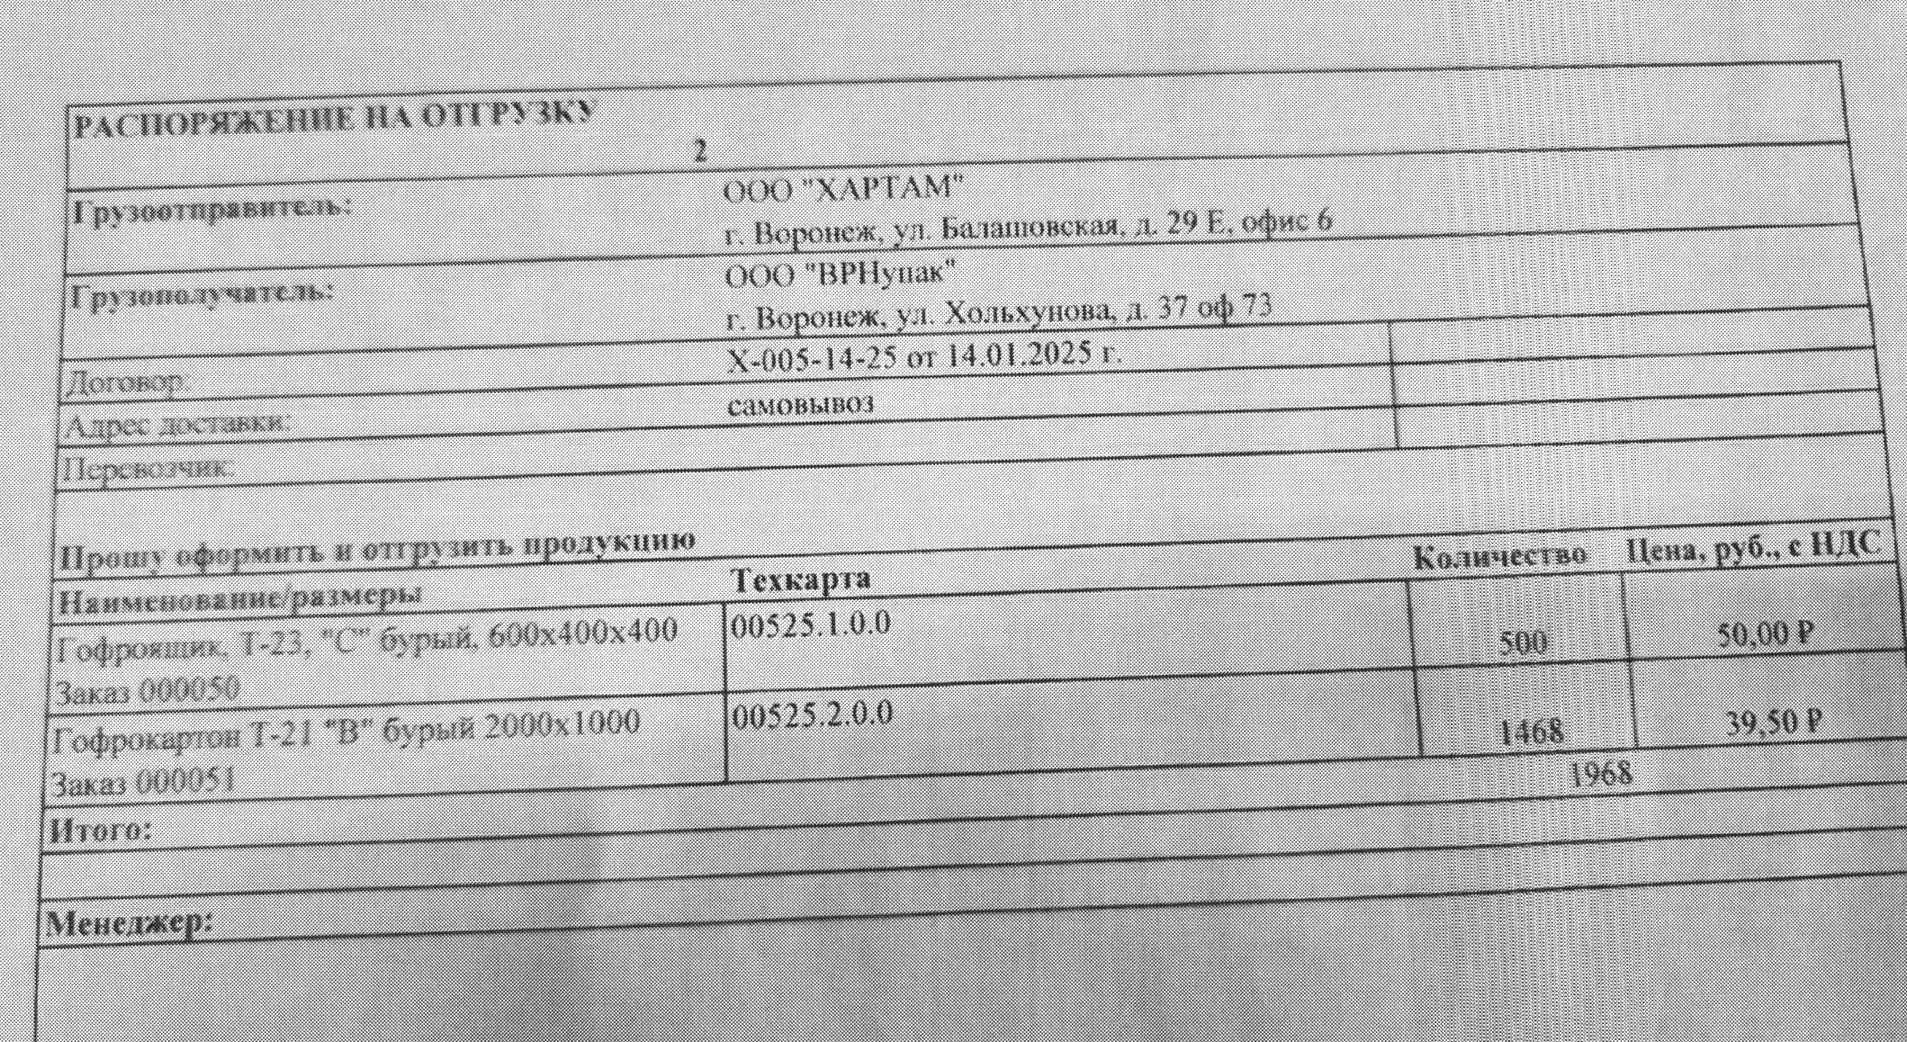 РАСПОРЯЖЕНИЕ НА ОТГРУЗКУ
2
Грузоотправитель: ООО "ХАРТАМ"
г. Воронеж, ул. Балашовская, д. 29 Е, офис 6
Грузополучатель: ООО "ВРНупак"
г. Воронеж, ул. Хользунова, д. 37 оф 73
Договор: Х-005-14-25 от 14.01.2025 г.
Адрес доставки: самовывоз
Перевозчик:
Прошу оформить и отгрузить продукцию
Наименование/размеры Техкарта Количество Цена, руб., с НДС
Гофроящик, Т-23, "С" бурый, 600х400х400 00525.1.0.0 500 50,00 ₽
Заказ 000050
Гофрокартон Т-21 "В" бурый 2000х1000 00525.2.0.0 1468 39,50 ₽
Заказ 000051
Итого: 1968
Менеджер: